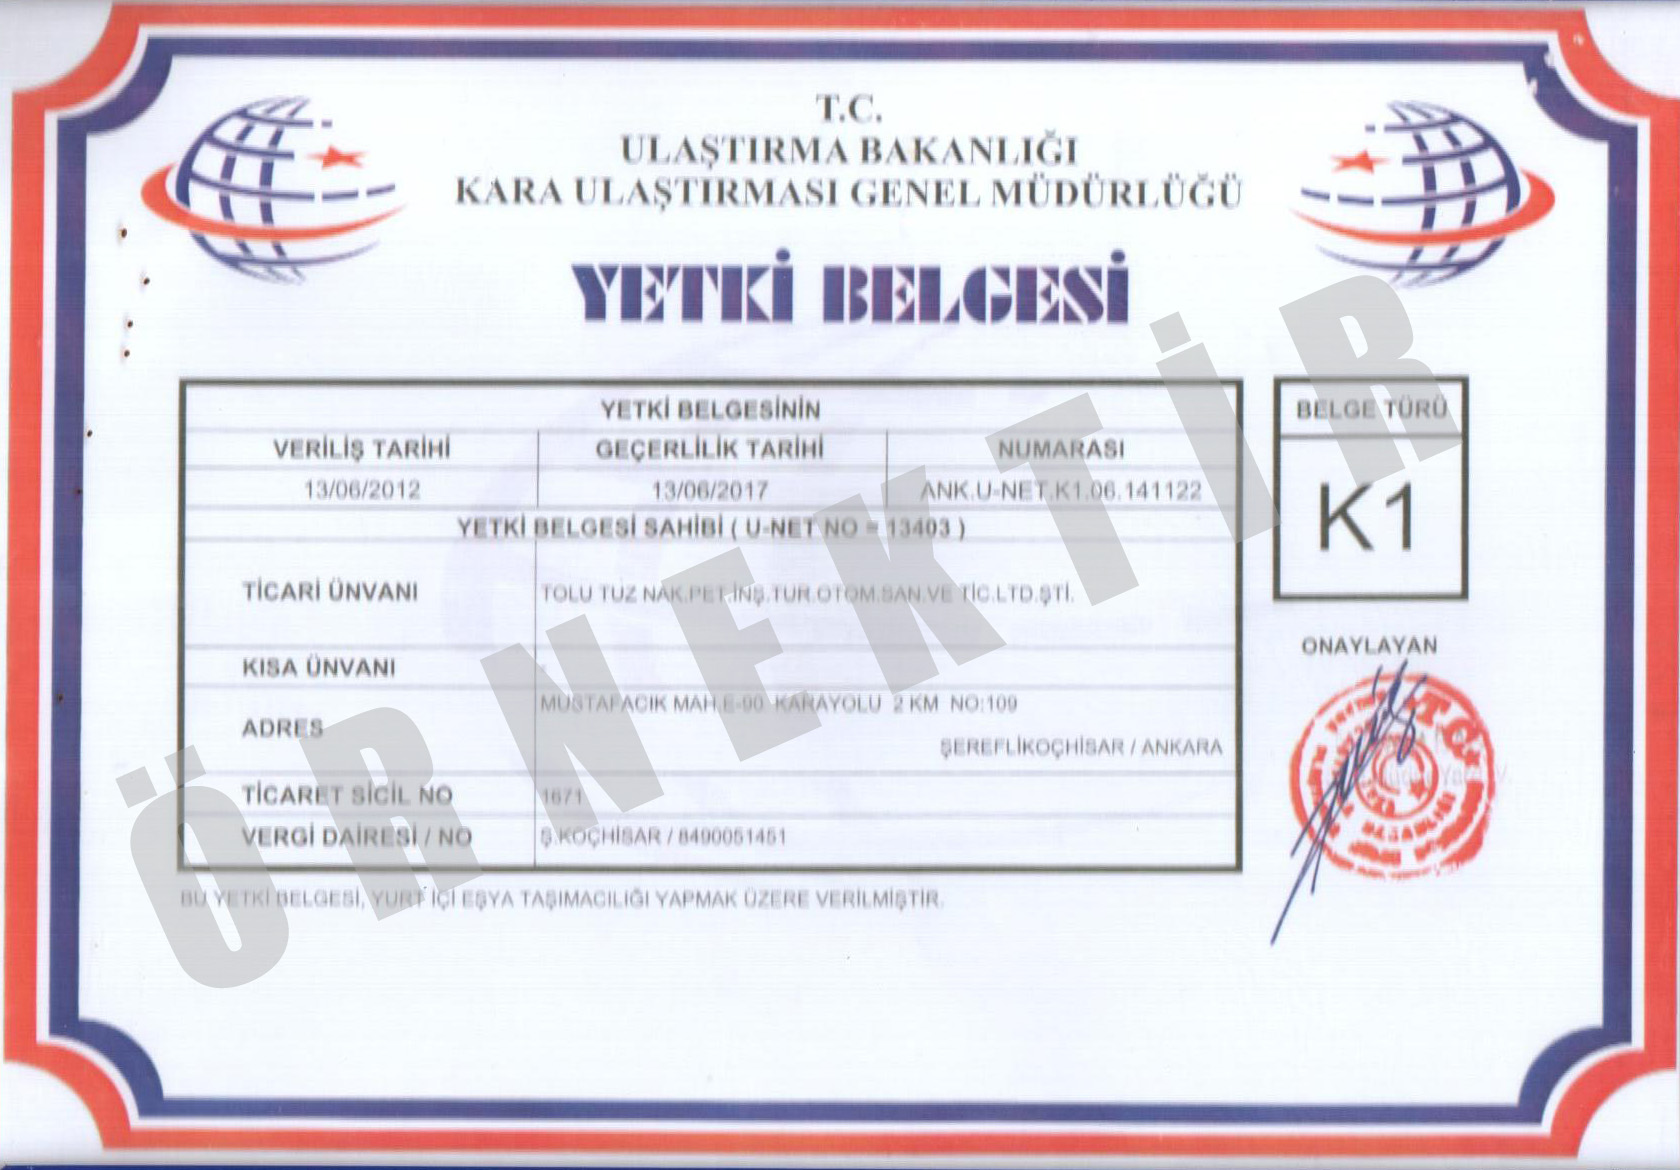 T.C.
ULAŞTIRMA BAKANLIĞI
KARA ULAŞTIRMASI GENEL MÜDÜRLÜĞÜ
YETKİ BELGESİ
YETKİ BELGESİNİN
VERİLİŞ TARİHİ GEÇERLİLİK TARİHİ NUMARASI
13/06/2012 13/06/2017 ANK.U-NET.K1.06.141122
YETKİ BELGESİ SAHİBİ ( U-NET NO = 13403 )
TİCARİ ÜNVANI TOLU TUZ NAK.PET.İNŞ.TUR.OTOM.SAN.VE TİC.LTD.ŞTİ.
KISA ÜNVANI
ADRES MUSTAFACIK MAH.E-90 KARAYOLU 2 KM NO:109
ŞEREFLİKOÇHİSAR / ANKARA
TİCARET SİCİL NO 1671
VERGİ DAİRESİ / NO Ş.KOÇHİSAR / 8490051451
BU YETKİ BELGESİ, YURT İÇİ EŞYA TAŞIMACILIĞI YAPMAK ÜZERE VERİLMİŞTİR.
BELGE TÜRÜ
K1
ONAYLAYAN
T.C.
ÖRNEKTİR